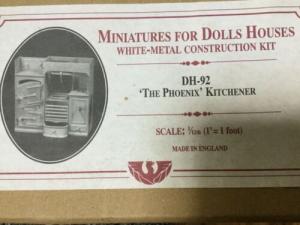 MINIATURES FOR DOLLS HOUSES
WHITE-METAL CONSTRUCTION KIT
DH-92
'THE PHOENIX' KITCHENER
SCALE; 1/12th (1" = 1 foot)
MADE IN ENGLAND